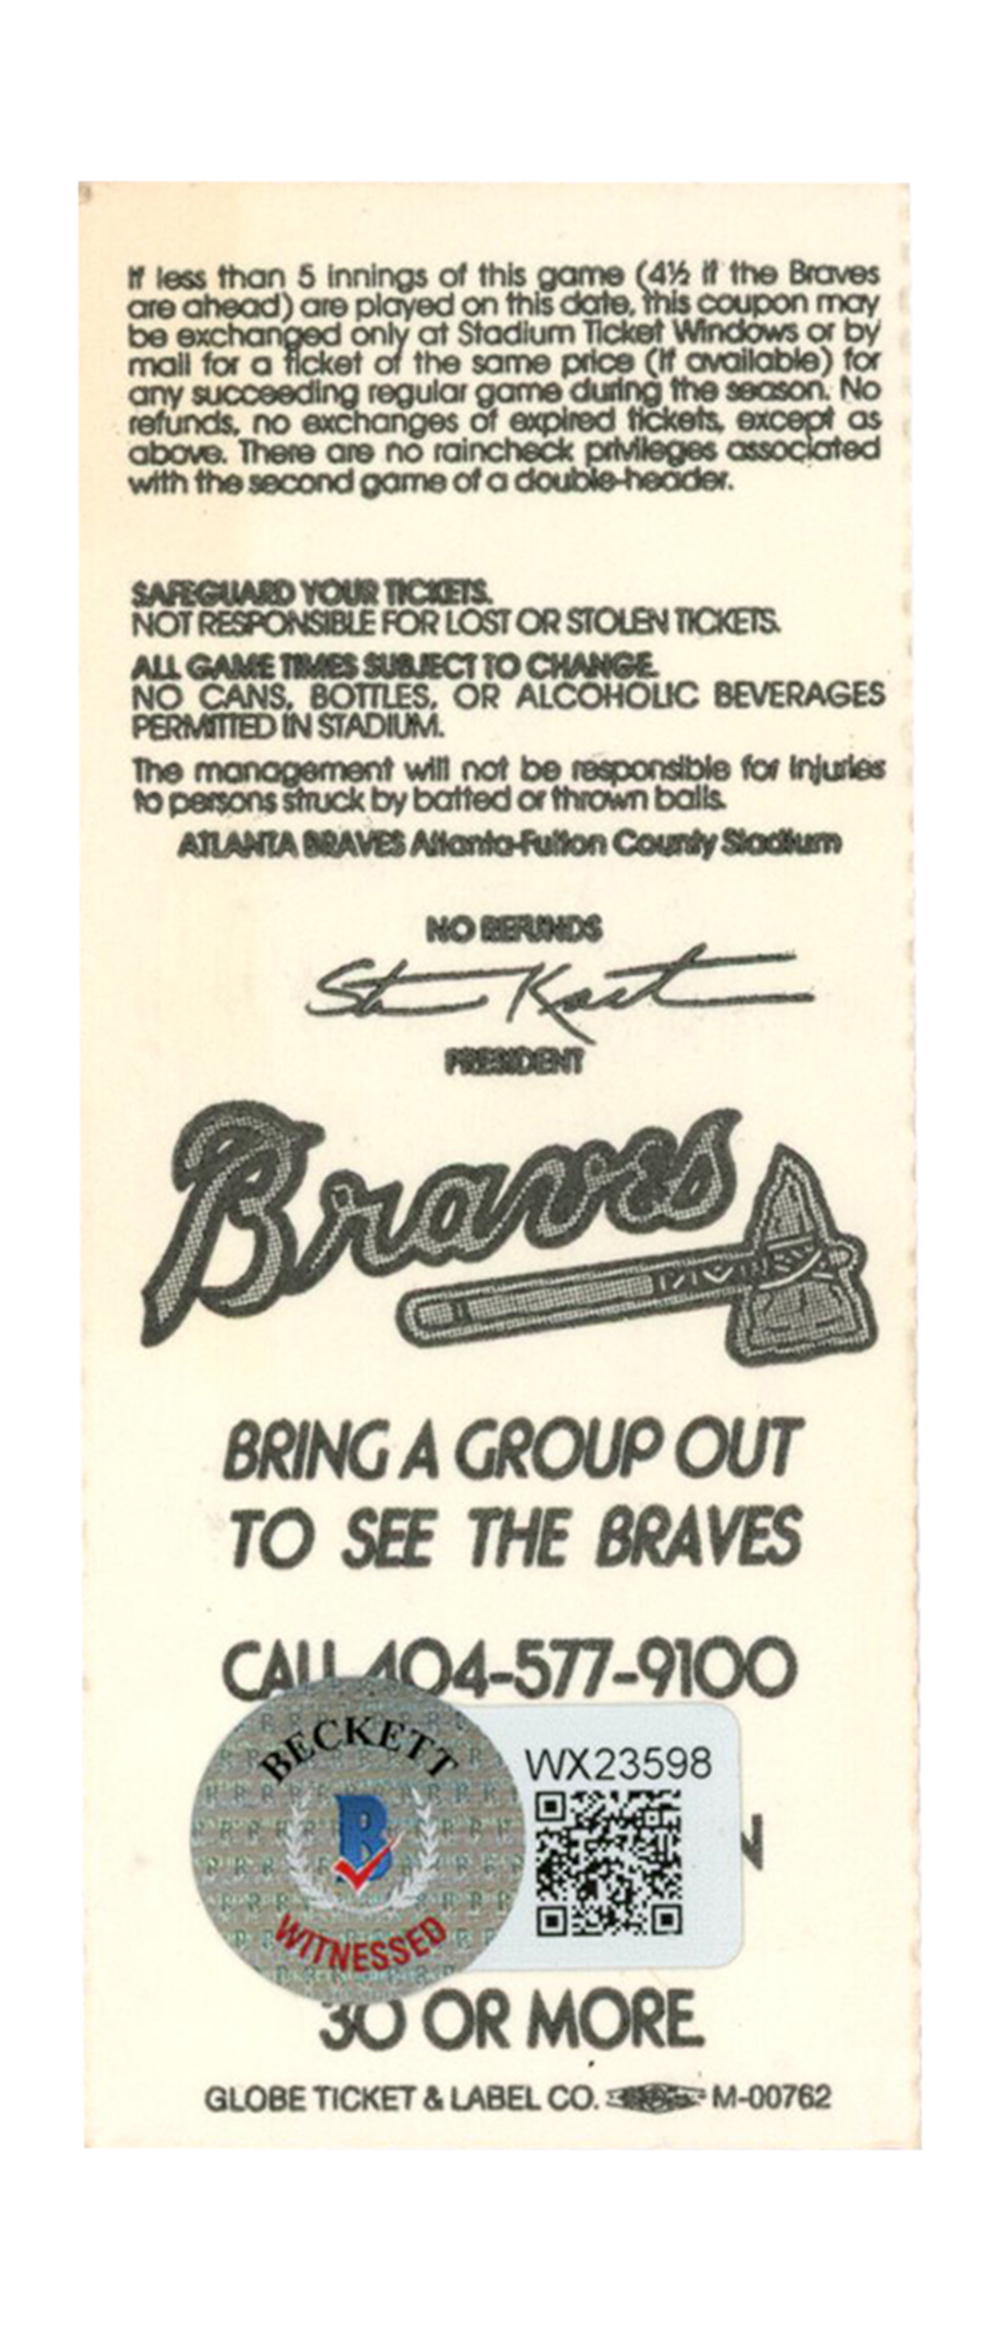 If less than 5 innings of this game (4½ if the Braves
are ahead) are played on this date, this coupon may
be exchanged only at Stadium Ticket Windows or by
mail for a ticket of the same price (if available) for
any succeeding regular game during the season. No
refunds, no exchanges of expired tickets, except as
above. There are no raincheck privileges associated
with the second game of a double-header.
SAFEGUARD YOUR TICKETS.
NOT RESPONSIBLE FOR LOST OR STOLEN TICKETS.
ALL GAME TIMES SUBJECT TO CHANGE.
NO CANS, BOTTLES, OR ALCOHOLIC BEVERAGES
PERMITTED IN STADIUM.
The management will not be responsible for injuries
to persons struck by batted or thrown balls.
ATLANTA BRAVES Atlanta-Fulton County Stadium
NO REFUNDS
PRESIDENT
Braves
BRING A GROUP OUT
TO SEE THE BRAVES
CALL 404-577-9100
BECKETT
B
WITNESSED
WX23598
30 OR MORE
GLOBE TICKET & LABEL CO. M-00762